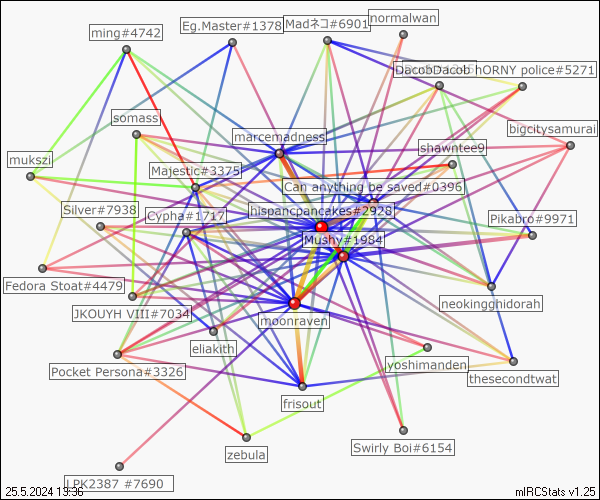 normalwan
Eg.Master#1378
Madネコ#6901
ming#4742
DacobDacob
hORNY police#5271
somass
bigcitysamurai
marcemadness
shawntee9
mukszi
Majestic#3375
Can anything be saved#0396
Silver#7938
hispancpancakes#2928
Cypha#1717
Pikabro#9971
Mushy#1984
Fedora Stoat#4479
neokingghidorah
JKOUYH VIII#7034
moonraven
eliakith
yoshimanden
Pocket Persona#3326
thesecondtwat
frisout
Swirly Boi#6154
zebula
LPK2387 #7690
25.5.2024 13:36
mIRCStats v1.25